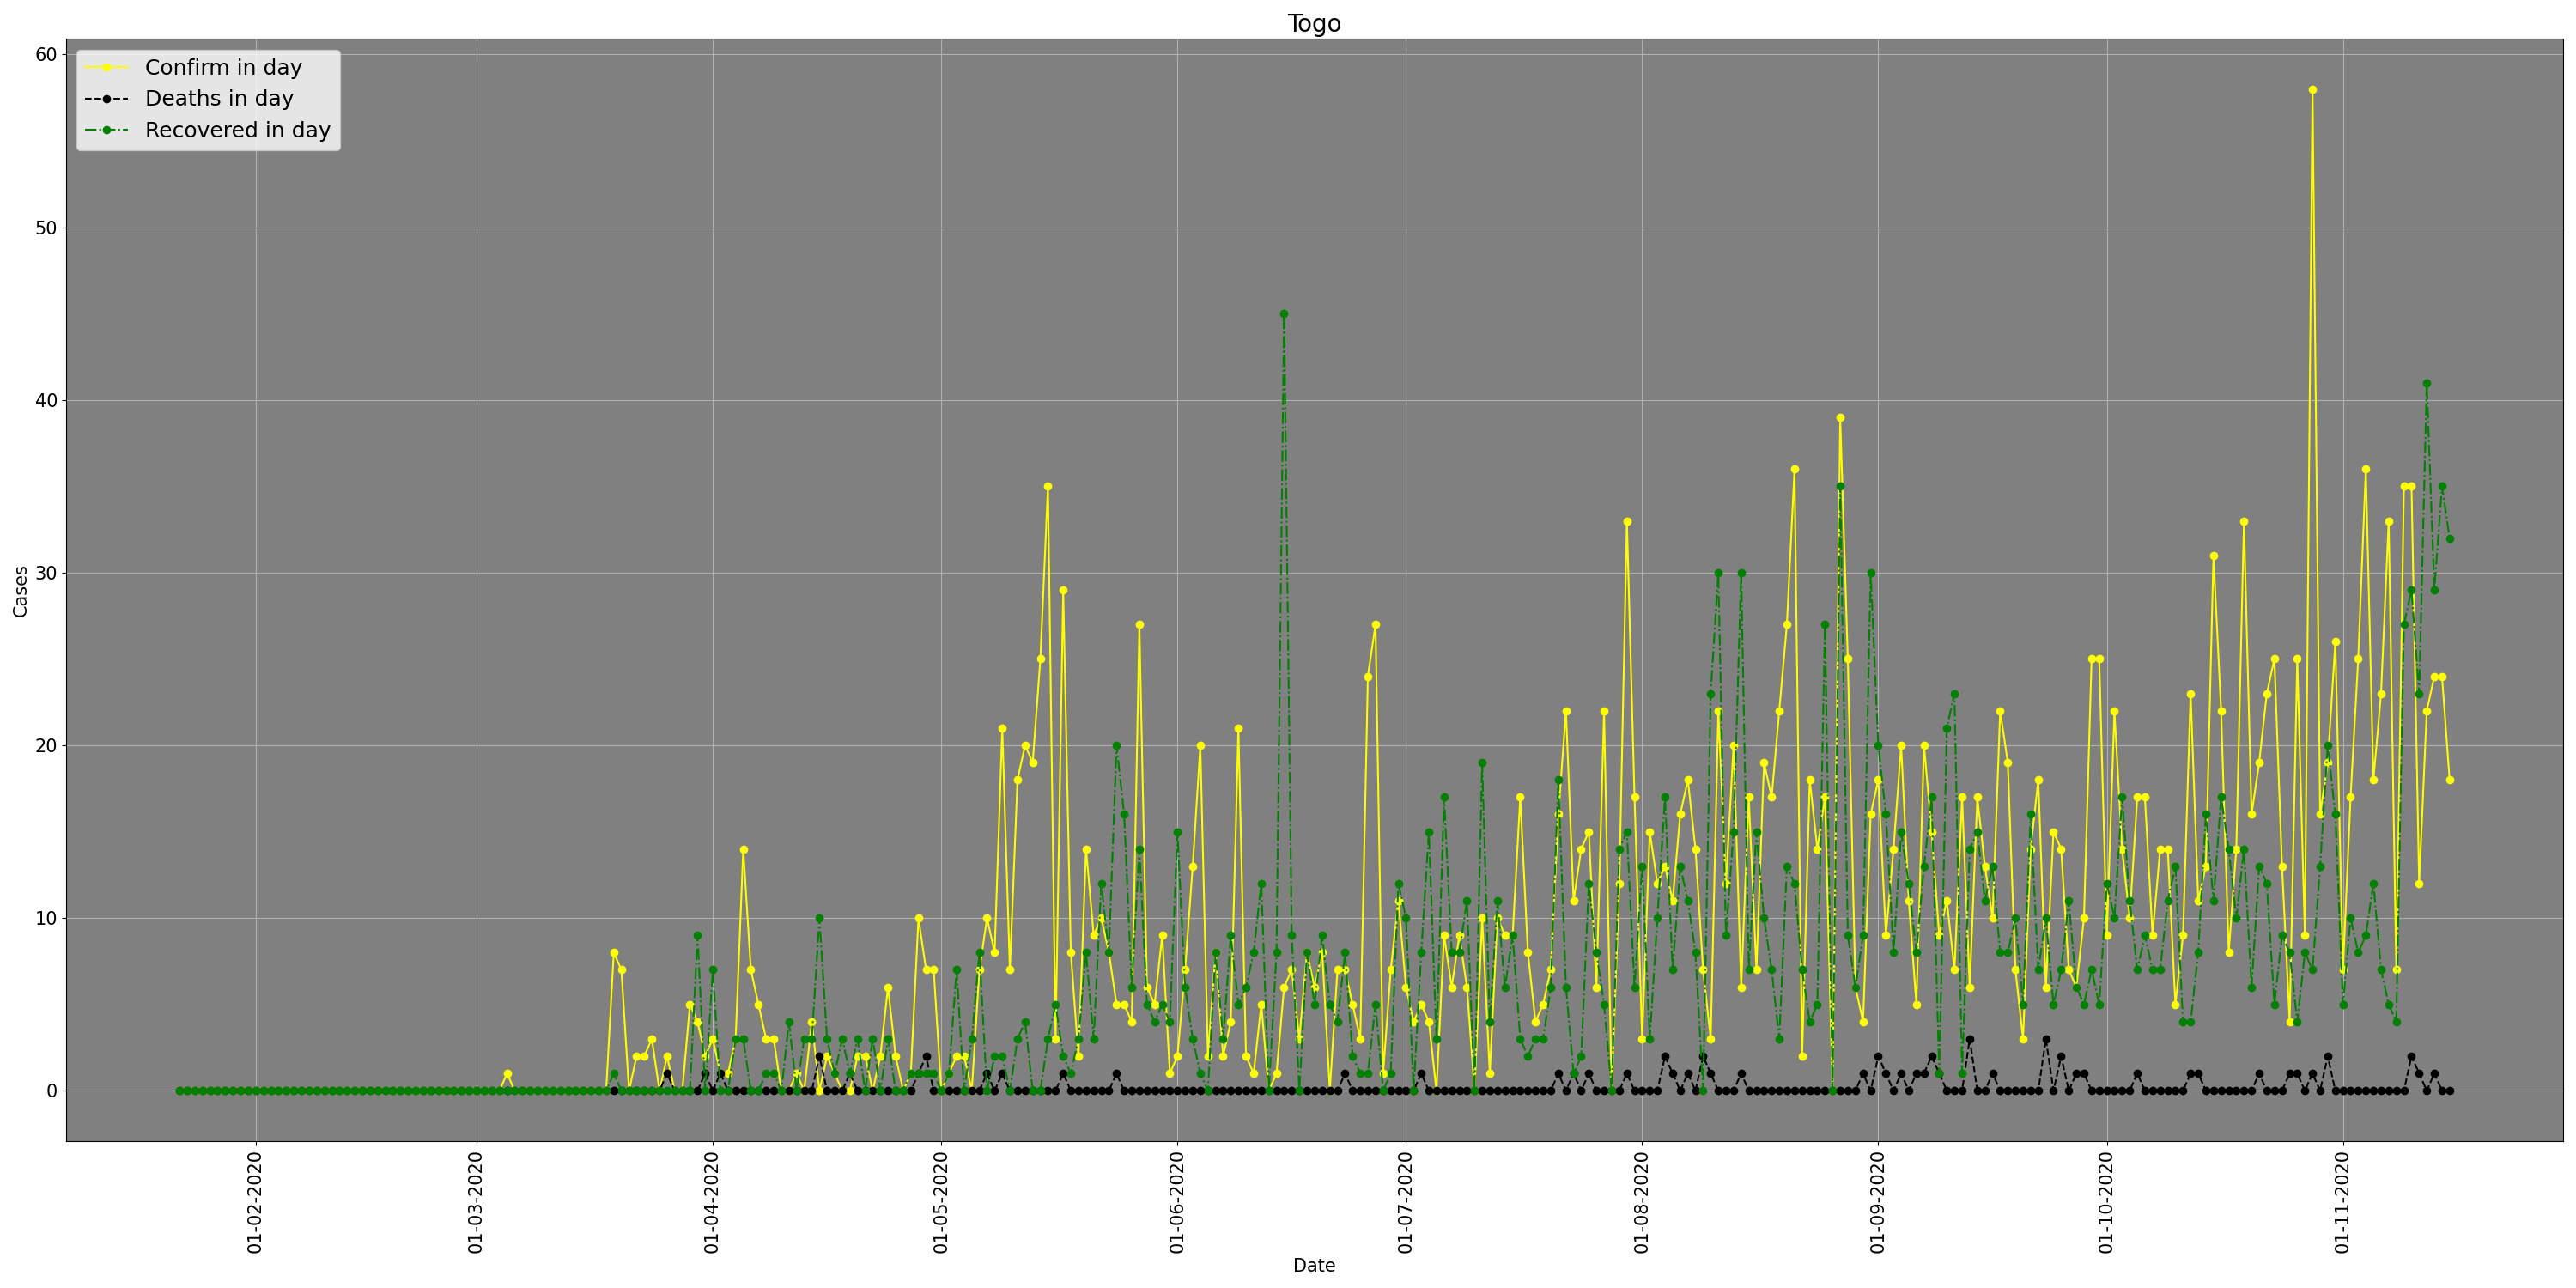 Togo
Confirm in day
Deaths in day
Recovered in day
60
50
40
30
20
10
0
Cases
01-02-2020
01-03-2020
01-04-2020
01-05-2020
01-06-2020
01-07-2020
01-08-2020
01-09-2020
01-10-2020
01-11-2020
Date